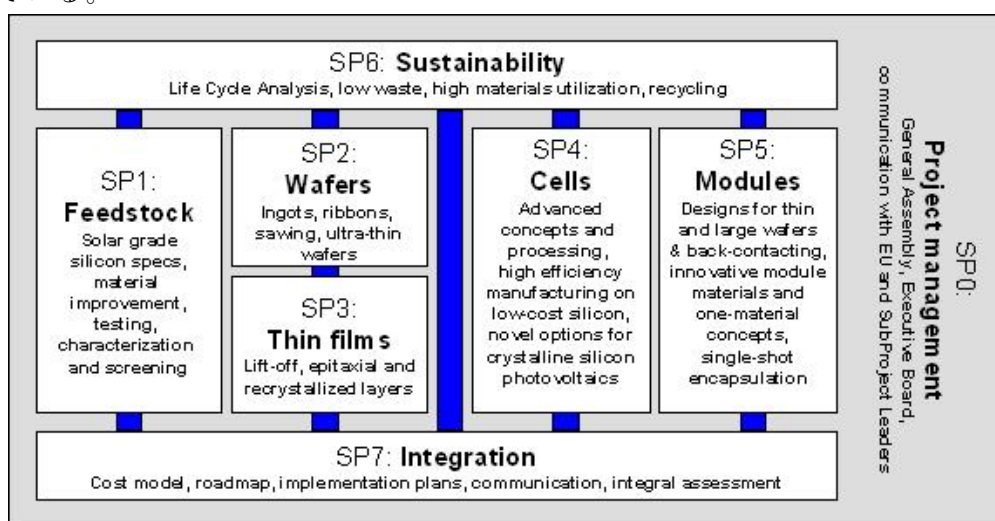 SP6: Sustainability
Life Cycle Analysis, low waste, high materials utilization, recycling
SP1:
Feedstock
Solar grade
silicon specs,
material
improvement,
testing,
characterization
and screening
SP2:
Wafers
Ingots, ribbons,
sawing, ultra-thin
wafers
SP3:
Thin films
Lift-off, epitaxial and
recrystallized layers
SP4:
Cells
Advanced
concepts and
processing,
high efficiency
manufacturing on
low-cost silicon,
novel options for
crystalline silicon
photovoltaics
SP5:
Modules
Designs for thin
and large wafers
& back-contacting,
innovative module
materials and
one-material
concepts,
single-shot
encapsulation
SP7: Integration
Cost model, roadmap, implementation plans, communication, integral assessment
SP0:
Project management
General Assembly, Executive Board,
communication with EU and SubProject Leaders